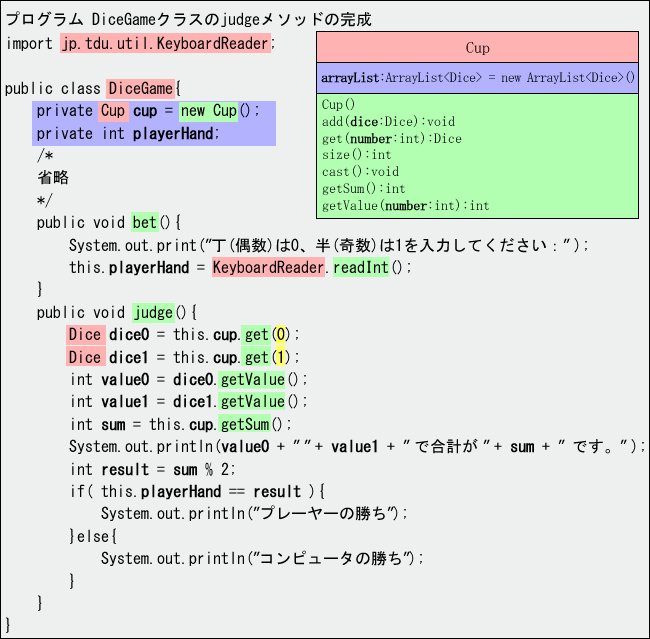 プログラム DiceGameクラスのjudgeメソッドの完成
import jp.tdu.util.KeyboardReader;
public class DiceGame{
private Cup cup = new Cup();
private int playerHand;
/*
省略
*/
public void bet(){
System.out.print("丁(偶数)は0、半(奇数)は1を入力してください：");
this.playerHand = KeyboardReader.readInt();
}
public void judge(){
Dice dice0 = this.cup.get(0);
Dice dice1 = this.cup.get(1);
int value0 = dice0.getValue();
int value1 = dice1.getValue();
int sum = this.cup.getSum();
System.out.println(value0 + " "+ value1 + " で合計が "+ sum + " です。");
int result = sum % 2;
if( this.playerHand == result ){
System.out.println("プレーヤーの勝ち");
}else{
System.out.println("コンピュータの勝ち");
}
}
}
Cup
arrayList:ArrayList<Dice> = new ArrayList<Dice>()
Cup()
add(dice:Dice):void
get(number:int):Dice
size():int
cast():void
getSum():int
getValue(number:int):int